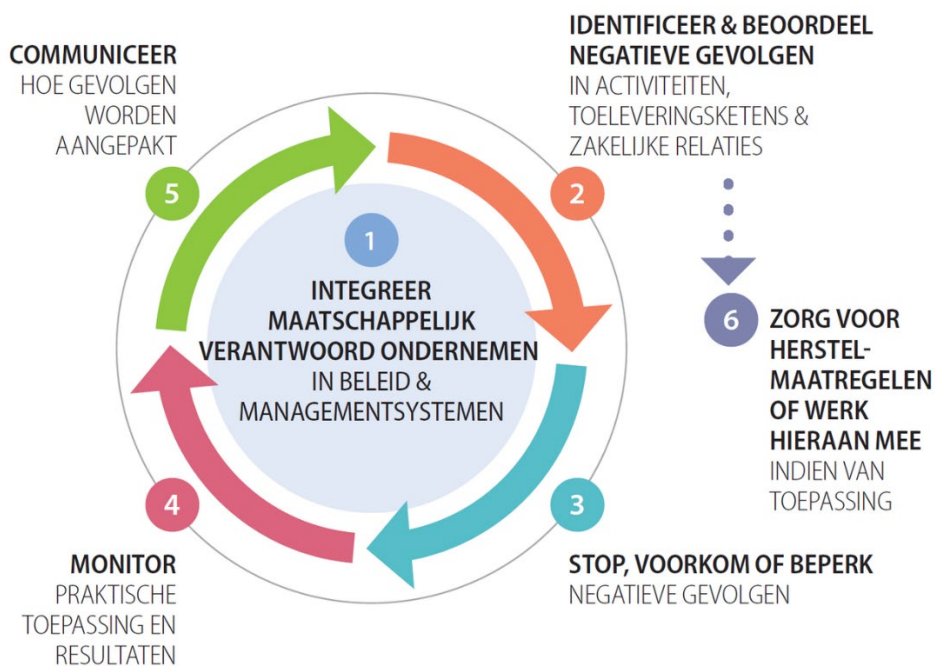 COMMUNICEER
HOE GEVOLGEN
WORDEN
AANGEPAKT
5
IDENTIFICEER & BEOORDEEL
NEGATIEVE GEVOLGEN
IN ACTIVITEITEN,
TOELEVERINGSKETENS &
ZAKELIJKE RELATIES
2
1
INTEGREER
MAATSCHAPPELIJK
VERANTWOORD ONDERNEMEN
IN BELEID &
MANAGEMENTSYSTEMEN
6
ZORG VOOR
HERSTEL-
MAATREGELEN
OF WERK
HIERAAN MEE
INDIEN VAN
TOEPASSING
4
MONITOR
PRAKTISCHE
TOEPASSING EN
RESULTATEN
3
STOP, VOORKOM OF BEPERK
NEGATIEVE GEVOLGEN